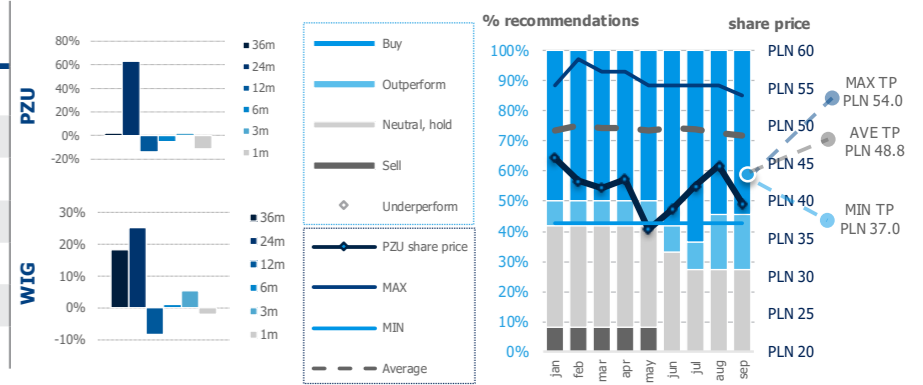 PZU
80%
60%
40%
20%
0%
-20%
36m
24m
12m
6m
3m
1m
WIG
30%
20%
10%
0%
-10%
36m
24m
12m
6m
3m
1m
Buy
Outperform
Neutral, hold
Sell
Underperform
PZU share price
MAX
MIN
Average
% recommendations
share price
100%
90%
80%
70%
60%
50%
40%
30%
20%
10%
0%
jan
feb
mar
apr
may
jun
jul
aug
sep
PLN 60
PLN 55
PLN 50
PLN 45
PLN 40
PLN 35
PLN 30
PLN 25
PLN 20
MAX TP
PLN 54.0
AVE TP
PLN 48.8
MIN TP
PLN 37.0